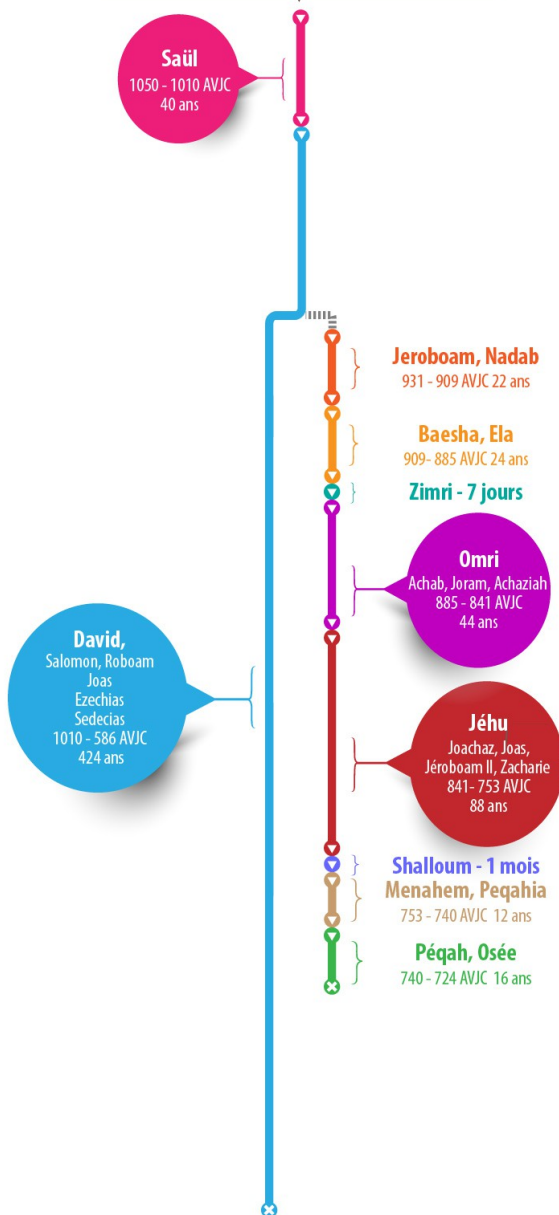 Saül
1050 - 1010 AVJC
40 ans
Jeroboam, Nadab
931 - 909 AVJC 22 ans
Baesha, Ela
909- 885 AVJC 24 ans
Zimri - 7 jours
Omri
Achab, Joram, Achaziah
885 - 841 AVJC
44 ans
David,
Salomon, Roboam
Joas
Ezechias
Sedecias
1010 - 586 AVJC
424 ans
Jéhu
Joachaz, Joas,
Jéroboam II, Zacharie
841- 753 AVJC
88 ans
Shalloum - 1 mois
Menahem, Peqahia
753 - 740 AVJC 12 ans
Péqah, Osée
740 - 724 AVJC 16 ans